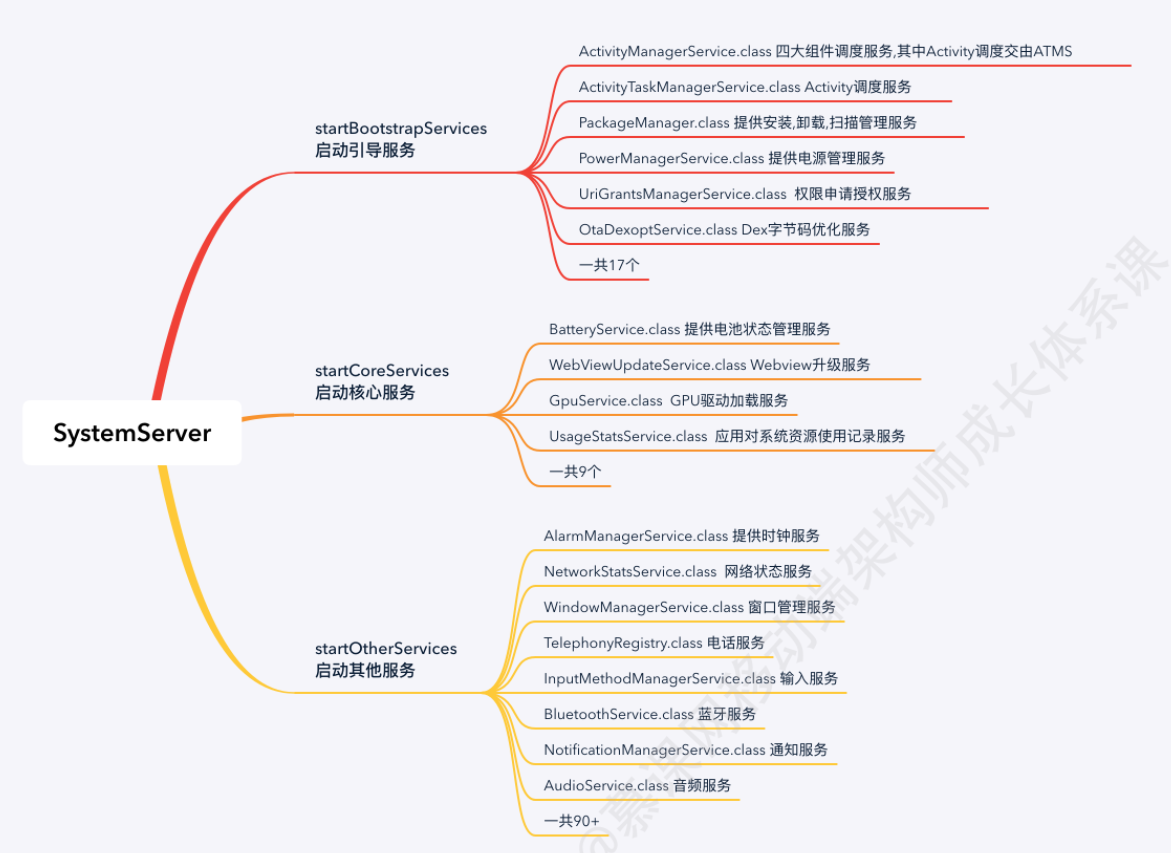 SystemServer
startBootstrapServices
启动引导服务
ActivityManagerService.class 四大组件调度服务,其中Activity调度交由ATMS
ActivityTaskManagerService.class Activity调度服务
PackageManager.class 提供安装,卸载,扫描管理服务
PowerManagerService.class 提供电源管理服务
UriGrantsManagerService.class 权限申请授权服务
OtaDexoptService.class Dex字节码优化服务
一共17个
startCoreServices
启动核心服务
BatteryService.class 提供电池状态管理服务
WebViewUpdateService.class Webview升级服务
GpuService.class GPU驱动加载服务
UsageStatsService.class 应用对系统资源使用记录服务
一共9个
startOtherServices
启动其他服务
AlarmManagerService.class 提供时钟服务
NetworkStatsService.class 网络状态服务
WindowManagerService.class 窗口管理服务
TelephonyRegistry.class 电话服务
InputMethodManagerService.class 输入服务
BluetoothService.class 蓝牙服务
NotificationManagerService.class 通知服务
AudioService.class 音频服务
一共90+
@慕课网移动端架构师成长体系课